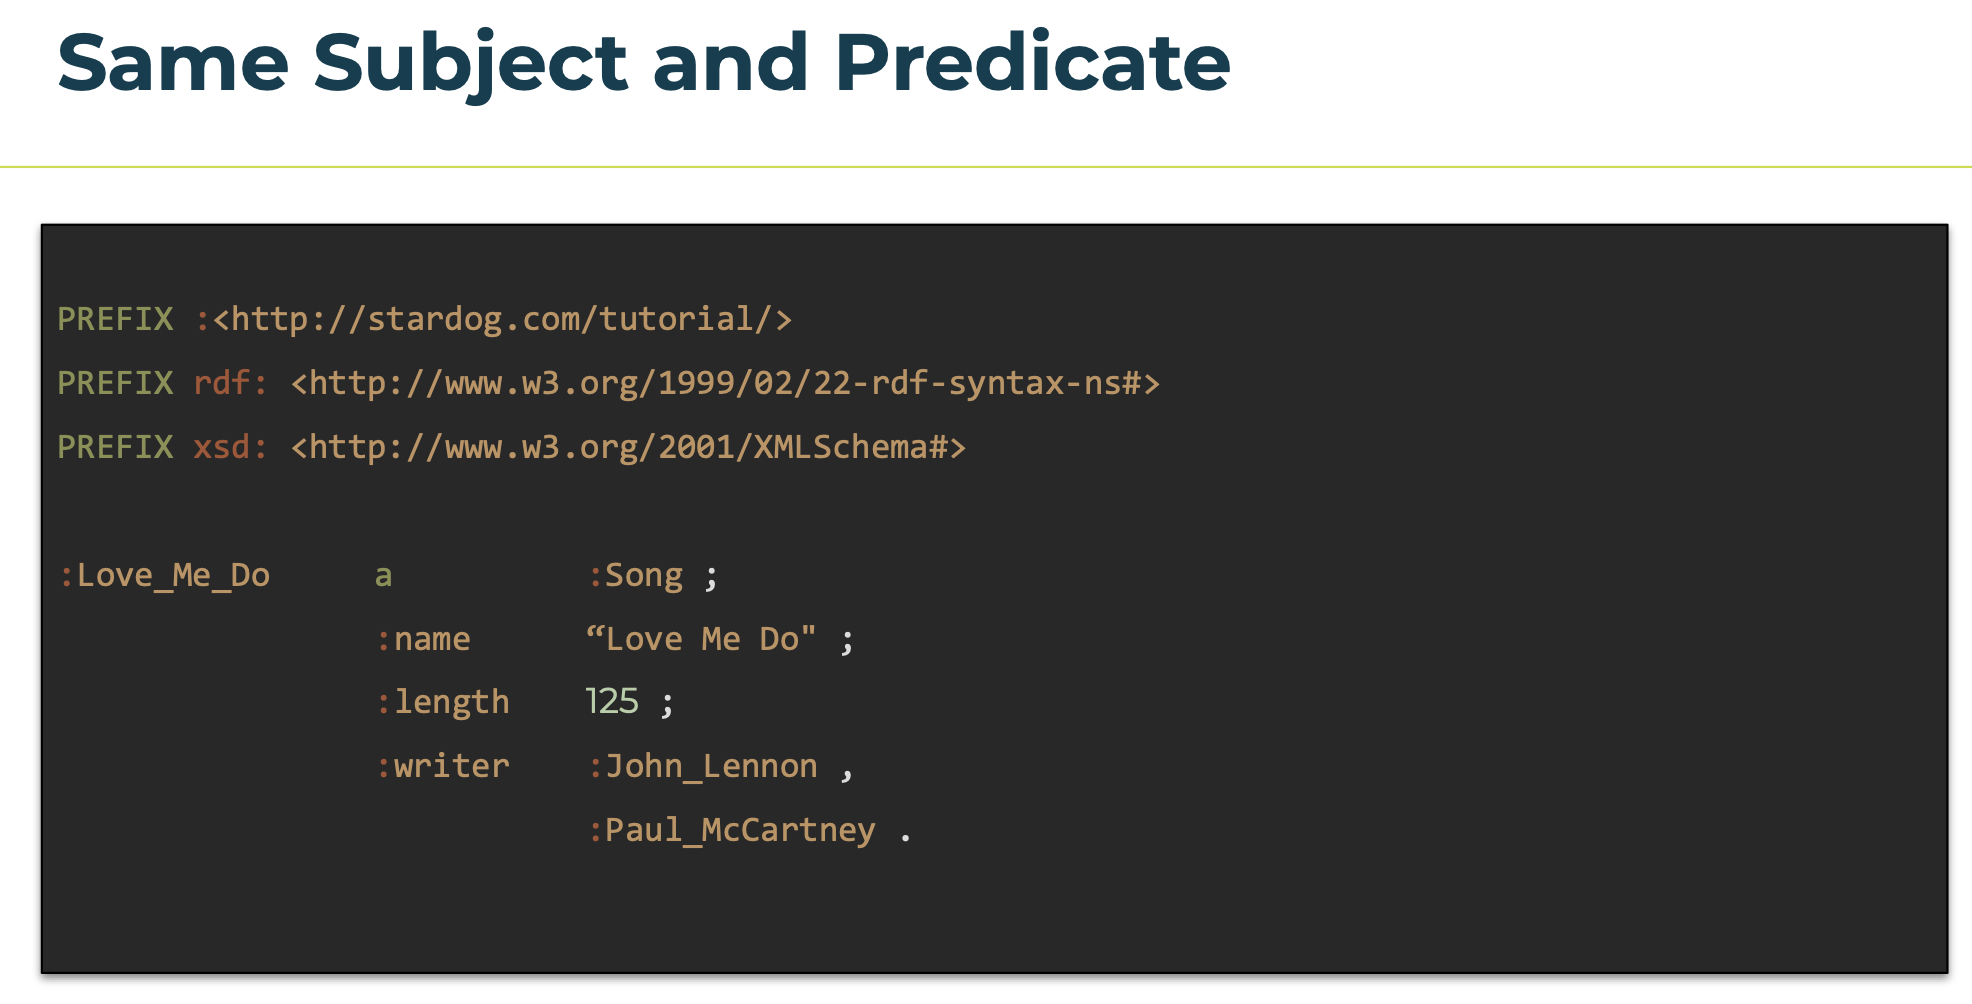 Same Subject and Predicate
PREFIX :<http://stardog.com/tutorial/>
PREFIX rdf: <http://www.w3.org/1999/02/22-rdf-syntax-ns#>
PREFIX xsd: <http://www.w3.org/2001/XMLSchema#>
:Love_Me_Do a :Song ;
:name “Love Me Do" ;
:length 125 ;
:writer :John_Lennon ,
:Paul_McCartney .